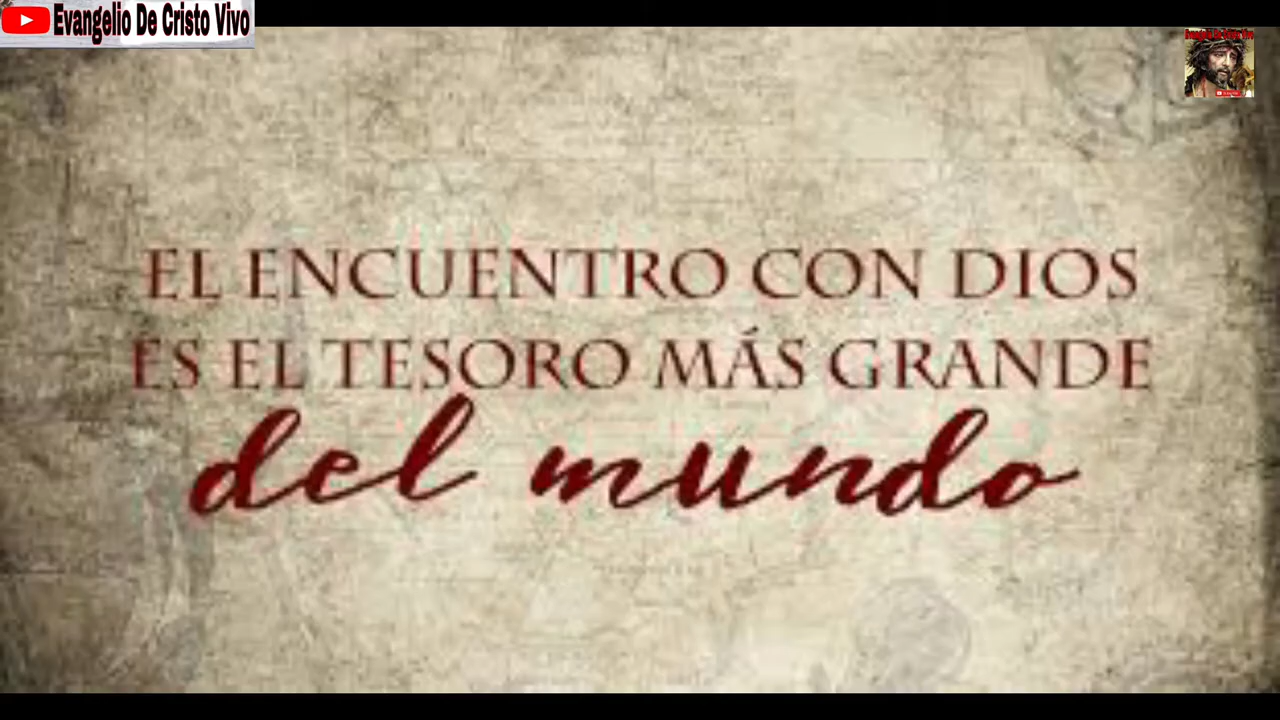 Evangelio De Cristo Vivo
EL ENCUENTRO CON DIOS
ES EL TESORO MÁS GRANDE
del mundo